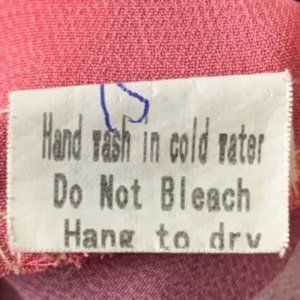 Hand wash in cold water
Do Not Bleach
Hang to dry